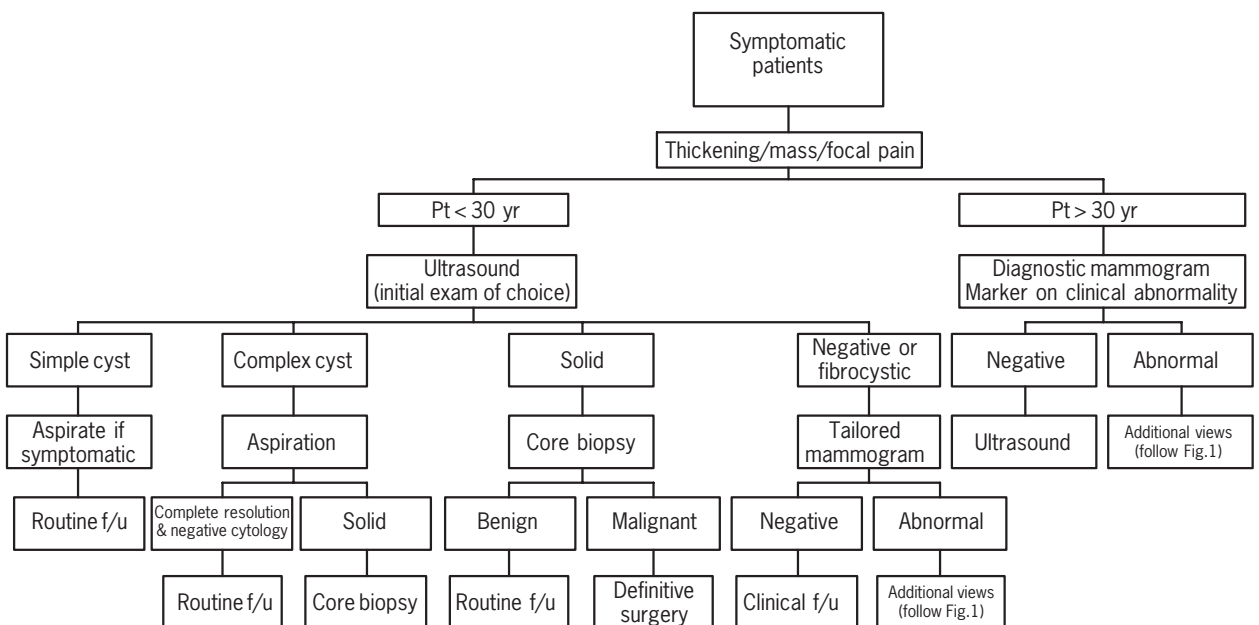 Symptomatic
patients
Thickening/mass/focal pain
Pt < 30 yr
Pt > 30 yr
Ultrasound
(initial exam of choice)
Diagnostic mammogram
Marker on clinical abnormality
Simple cyst
Complex cyst
Solid
Negative or
fibrocystic
Negative
Abnormal
Aspirate if
symptomatic
Aspiration
Core biopsy
Tailored
mammogram
Ultrasound
Additional views
(follow Fig.1)
Routine f/u
Complete resolution
& negative cytology
Solid
Benign
Malignant
Negative
Abnormal
Routine f/u
Core biopsy
Routine f/u
Definitive
surgery
Clinical f/u
Additional views
(follow Fig.1)